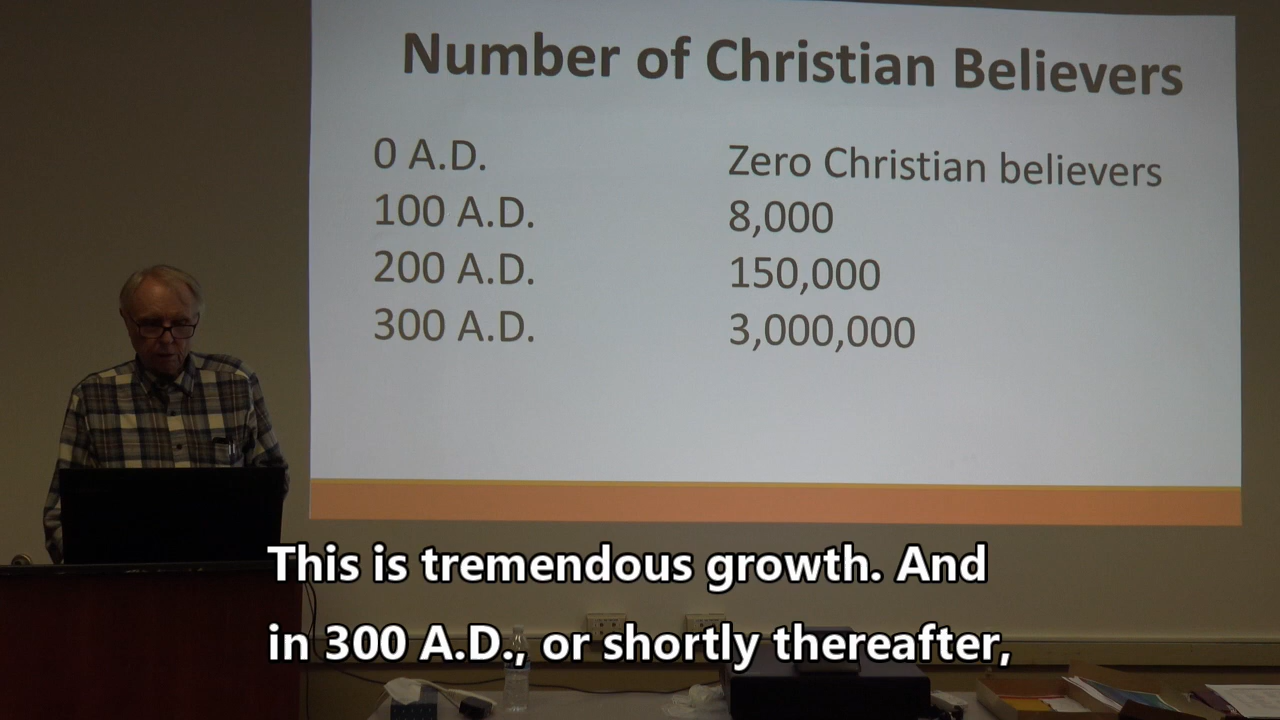 Number of Christian Believers
0 A.D. Zero Christian believers
100 A.D. 8,000
200 A.D. 150,000
300 A.D. 3,000,000
This is tremendous growth. And
in 300 A.D., or shortly thereafter,